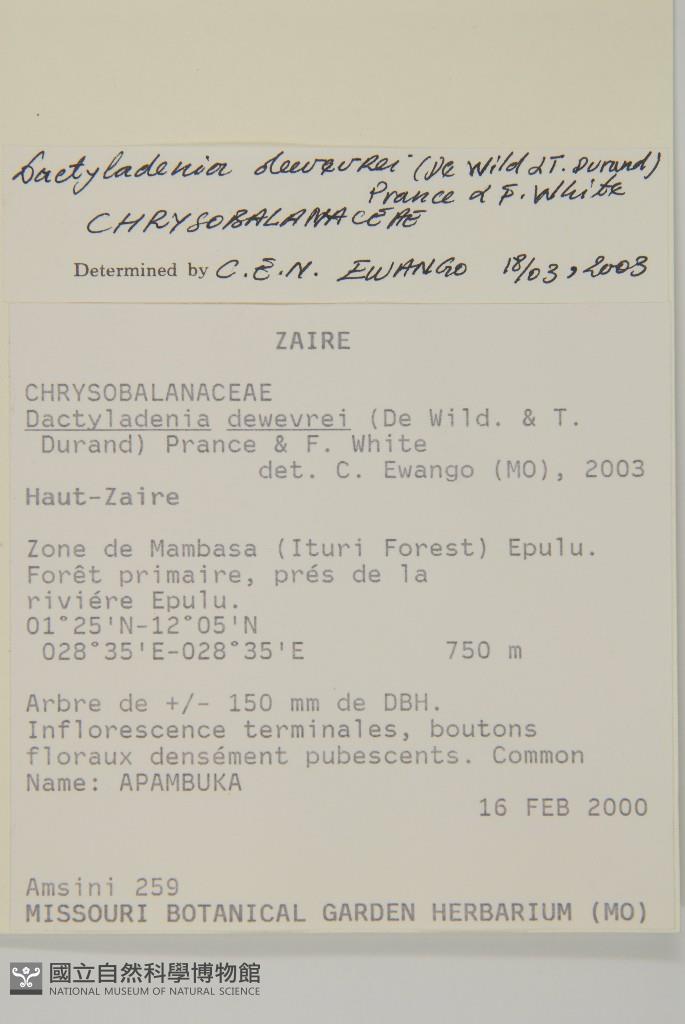 Dactyladenia dewevrei (De Wild & T. Durand)
Prance & F. White
CHRYSOBALANACEAE
Determined by C.E.N. EWANGO 18/03, 2003
ZAIRE
CHRYSOBALANACEAE
Dactyladenia dewevrei (De Wild. & T.
Durand) Prance & F. White
det. C. Ewango (MO), 2003
Haut-Zaire
Zone de Mambasa (Ituri Forest) Epulu.
Forêt primaire, prés de la
riviére Epulu.
01°25'N-12°05'N
028°35'E-028°35'E 750 m
Arbre de +/- 150 mm de DBH.
Inflorescence terminales, boutons
floraux densément pubescents. Common
Name: APAMBUKA
16 FEB 2000
Amsini 259
MISSOURI BOTANICAL GARDEN HERBARIUM (MO)
國立自然科學博物館
NATIONAL MUSEUM OF NATURAL SCIENCE